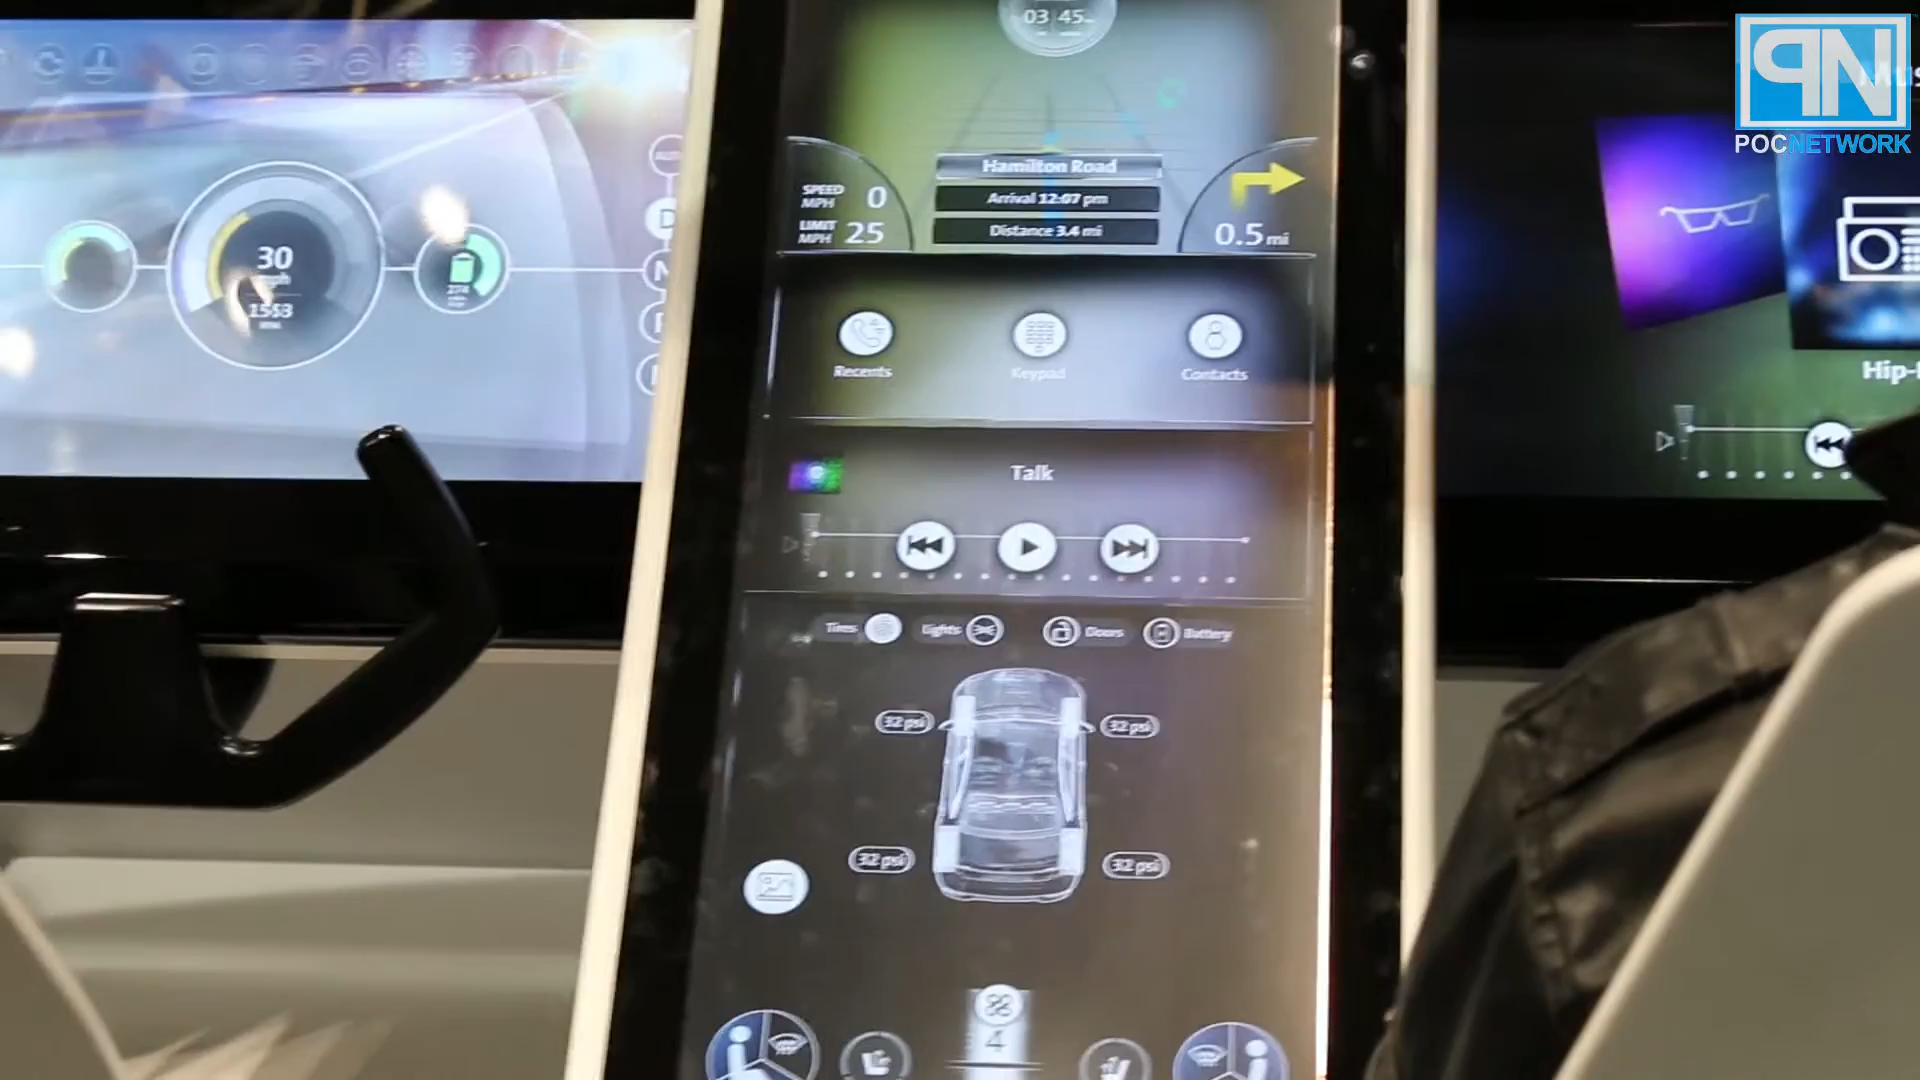 PN
POCNETWORK
03 45
Hamilton Road
Arrival 12:07 pm
Distance 3.4 mi
SPEED
MPH 0
LIMIT
MPH 25
0.5 mi
30
mph
1553
D
Recents
Keypad
Contacts
Hip-
Talk
Tires
Lights
Doors
Battery
32 psi
32 psi
32 psi
32 psi
4